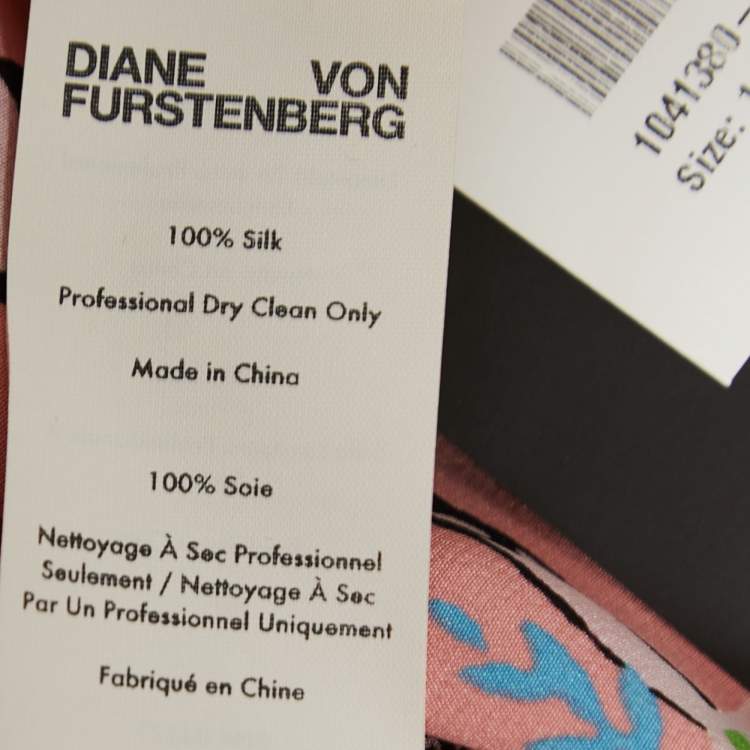 DIANE VON
FURSTENBERG
100% Silk
Professional Dry Clean Only
Made in China
100% Soie
Nettoyage À Sec Professionnel
Seulement / Nettoyage À Sec
Par Un Professionnel Uniquement
Fabriqué en Chine
1041380-
Size: